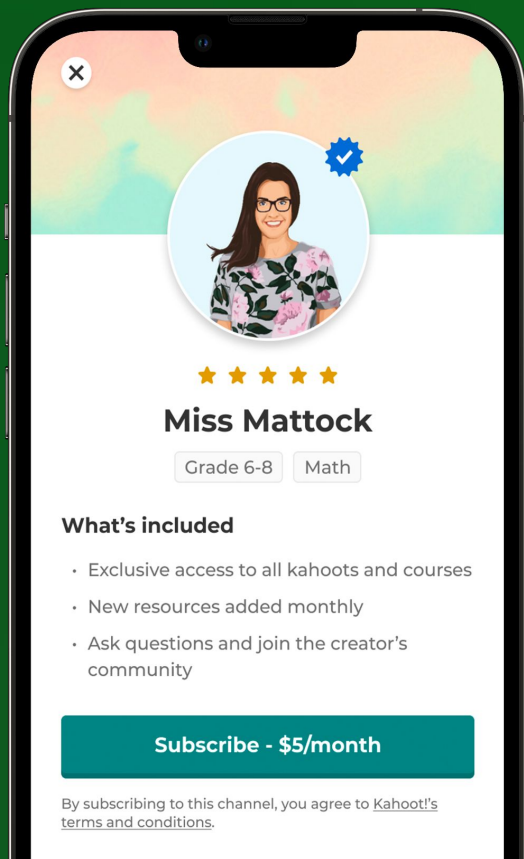 Miss Mattock
Grade 6-8 Math
What's included
• Exclusive access to all kahoots and courses
• New resources added monthly
• Ask questions and join the creator's
community
Subscribe - $5/month
By subscribing to this channel, you agree to Kahoot!'s
terms and conditions.